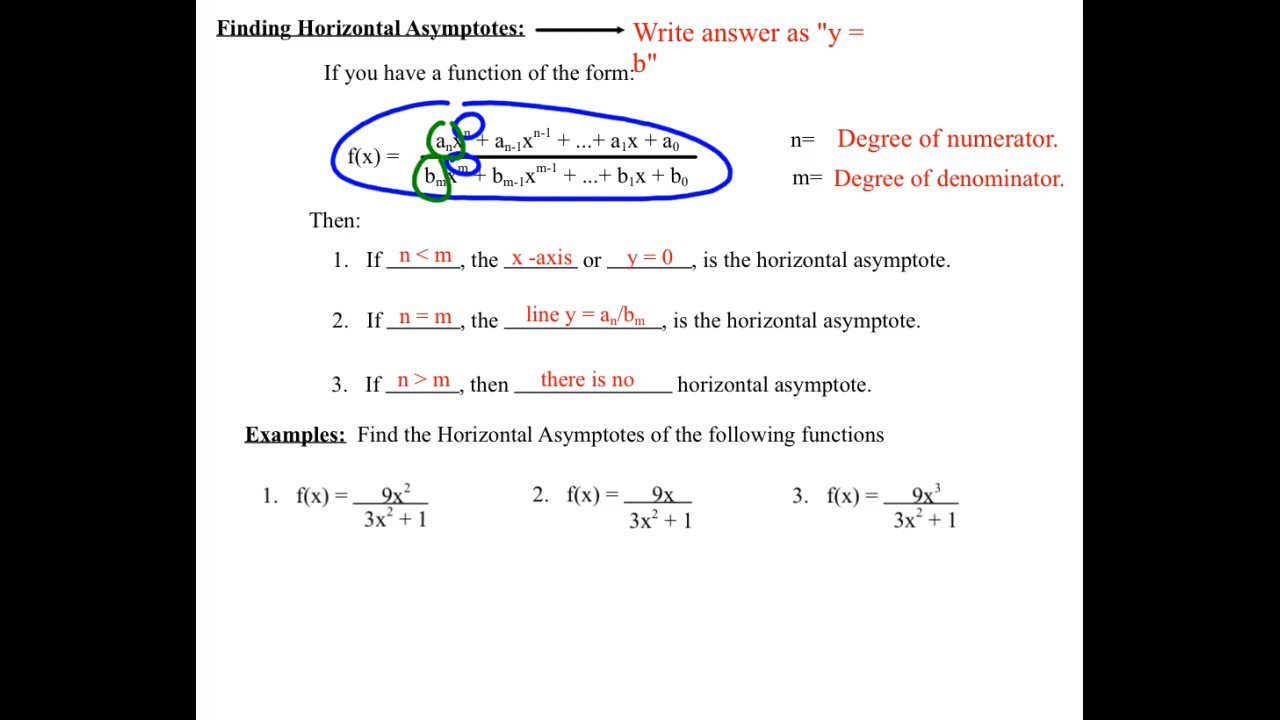 Finding Horizontal Asymptotes: Write answer as "y =
b"
If you have a function of the form:
aₙxⁿ + aₙ₋₁xⁿ⁻¹ + ...+ a₁x + a₀
f(x) =
bₘxᵐ + bₘ₋₁xᵐ⁻¹ + ...+ b₁x + b₀
n= Degree of numerator.
m= Degree of denominator.
Then:
1. If n < m, the x -axis or y = 0, is the horizontal asymptote.
2. If n = m, the line y = aₙ/bₘ, is the horizontal asymptote.
3. If n > m, then there is no horizontal asymptote.
Examples: Find the Horizontal Asymptotes of the following functions
1. f(x) = 9x²
3x² + 1
2. f(x) = 9x
3x² + 1
3. f(x) = 9x³
3x² + 1